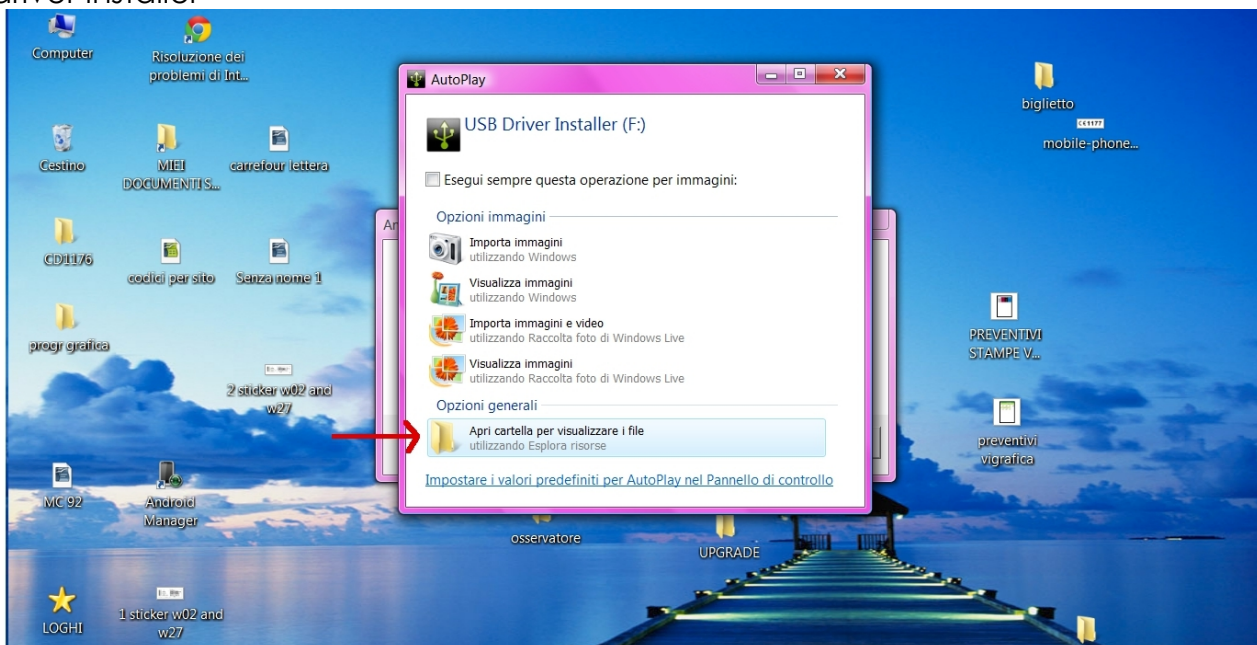 driver installer
Computer
Risoluzione dei
problemi di Int...
Cestino
MIEI
DOCUMENTI S...
carrefour lettera
CD1176
codici per sito
Senza nome 1
progr grafica
2 sticker w02 and
w27
MC 92
Android
Manager
LOGHI
1 sticker w02 and
w27
AutoPlay
USB Driver Installer (F:)
Esegui sempre questa operazione per immagini:
Opzioni immagini
Importa immagini
utilizzando Windows
Visualizza immagini
utilizzando Windows
Importa immagini e video
utilizzando Raccolta foto di Windows Live
Visualizza immagini
utilizzando Raccolta foto di Windows Live
Opzioni generali
Apri cartella per visualizzare i file
utilizzando Esplora risorse
Impostare i valori predefiniti per AutoPlay nel Pannello di controllo
An
osservatore
UPGRADE
biglietto
CE1177
mobile-phone...
PREVENTIVI
STAMPE V...
preventivi
vigrafica